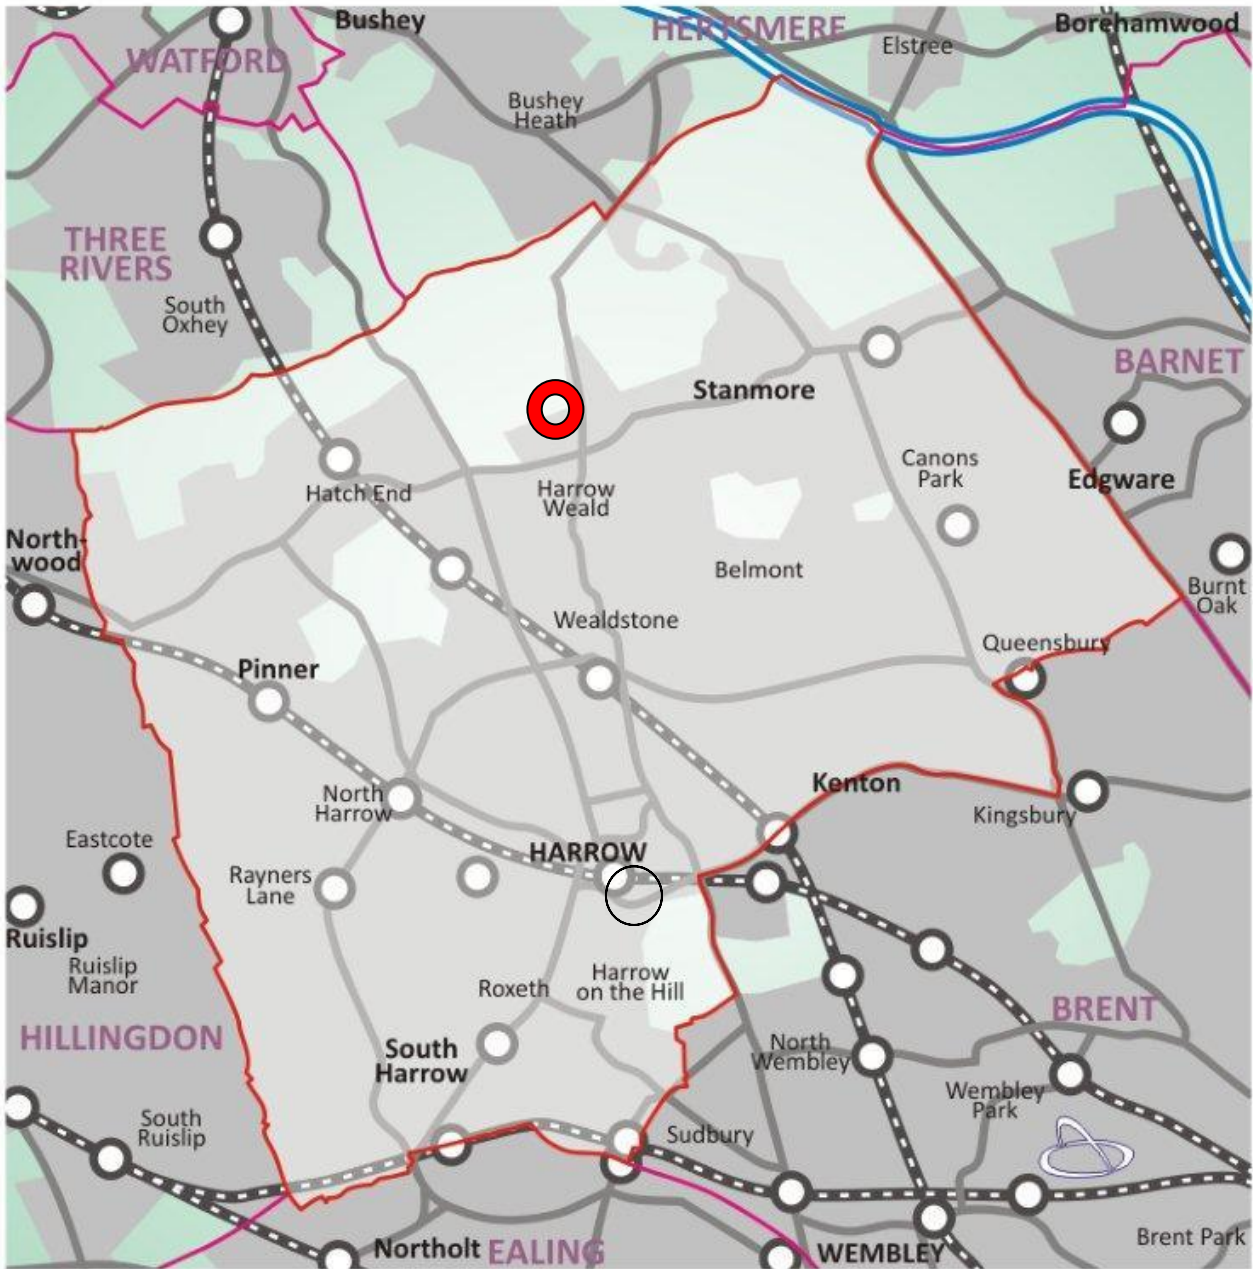 Bushey
HERTSMERE
Borehamwood
WATFORD
Elstree
Bushey
Heath
THREE
RIVERS
South
Oxhey
BARNET
Stanmore
Canons
Park
Edgware
Hatch End
Harrow
Weald
North-
wood
Belmont
Burnt
Oak
Wealdstone
Queensbury
Pinner
Kenton
North
Harrow
Kingsbury
Eastcote
HARROW
Rayners
Lane
Ruislip
Ruislip
Manor
Harrow
on the Hill
Roxeth
BRENT
HILLINGDON
South
Harrow
North
Wembley
Wembley
Park
South
Ruislip
Sudbury
Brent Park
Northolt
EALING
WEMBLEY